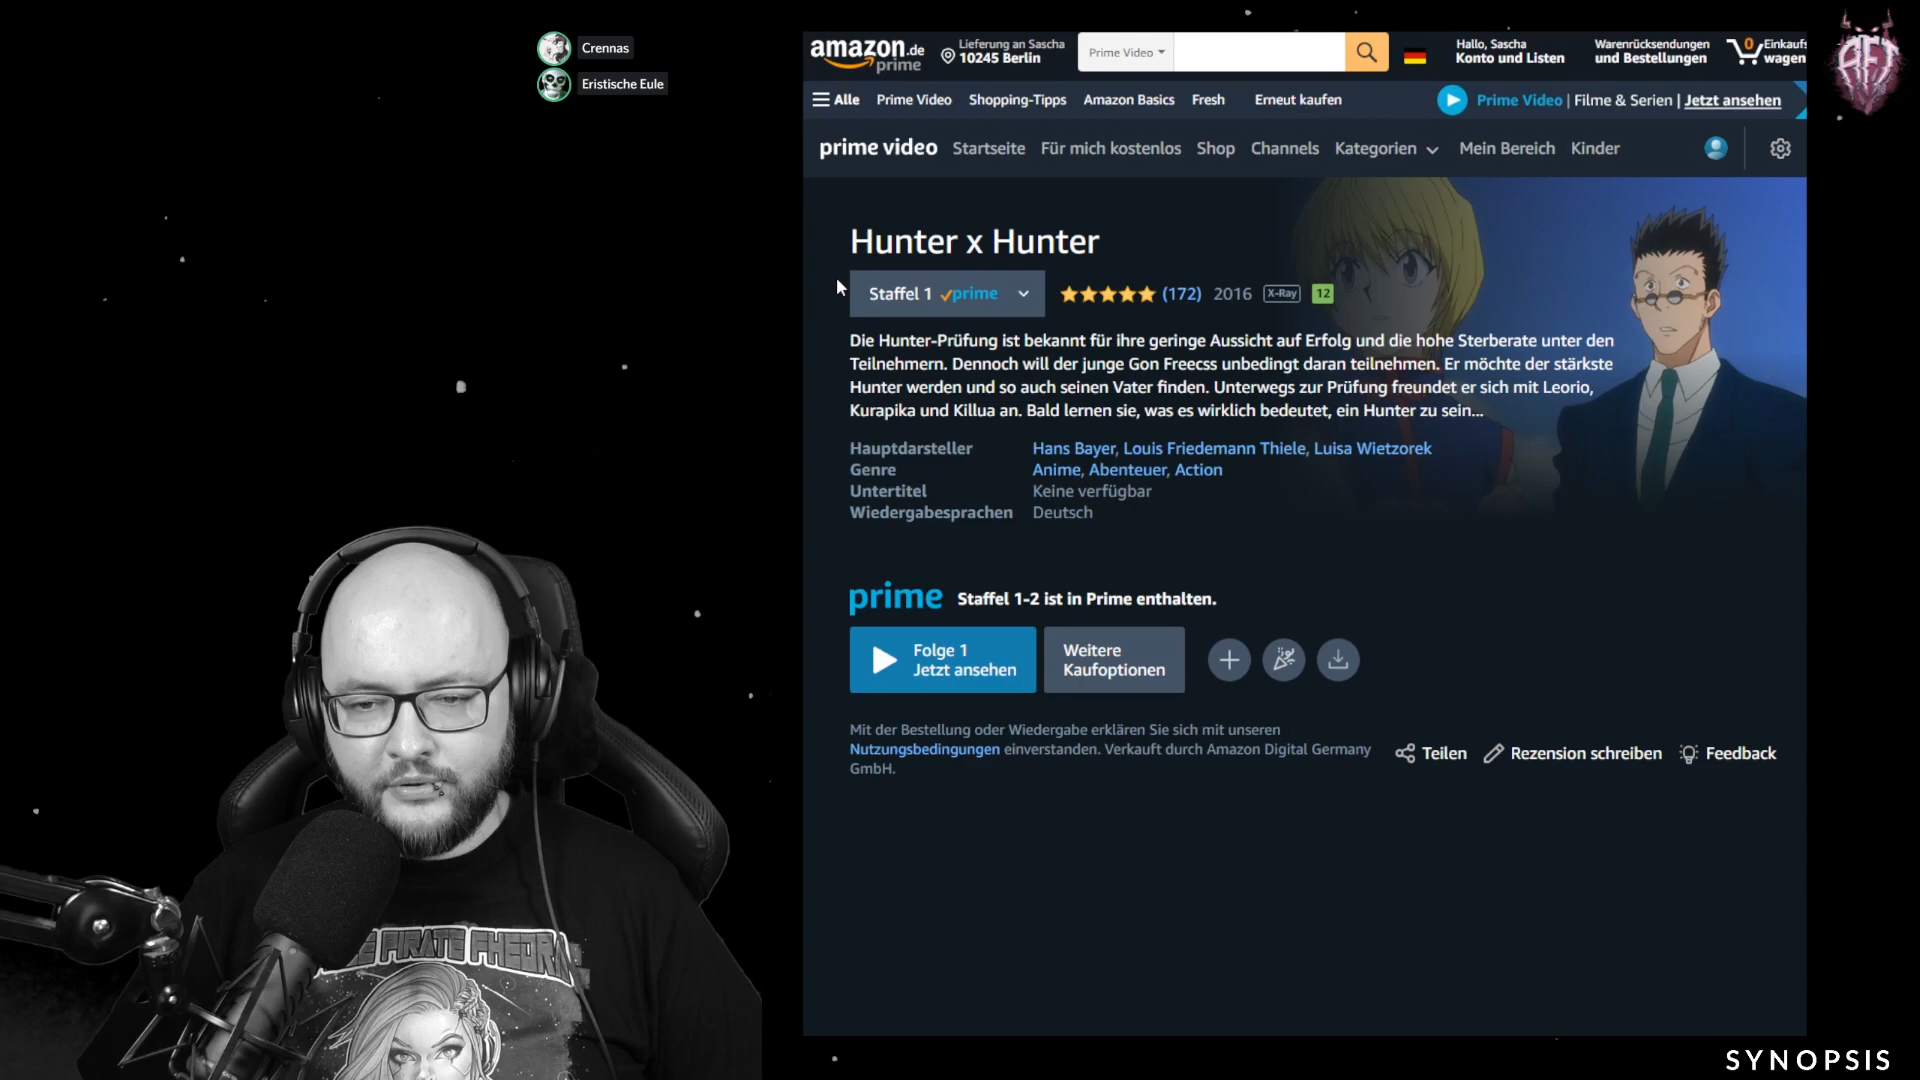 Crennas
Eristische Eule
amazon.de
prime
Lieferung an Sascha
10245 Berlin
Prime Video
Hallo, Sascha
Konto und Listen
Warenrücksendungen
und Bestellungen
0
Einkaufs
wagen
Alle
Prime Video
Shopping-Tipps
Amazon Basics
Fresh
Erneut kaufen
Prime Video | Filme & Serien | Jetzt ansehen
prime video
Startseite
Für mich kostenlos
Shop
Channels
Kategorien
Mein Bereich
Kinder
Hunter x Hunter
Staffel 1 prime
(172) 2016 X-Ray 12
Die Hunter-Prüfung ist bekannt für ihre geringe Aussicht auf Erfolg und die hohe Sterberate unter den
Teilnehmern. Dennoch will der junge Gon Freecss unbedingt daran teilnehmen. Er möchte der stärkste
Hunter werden und so auch seinen Vater finden. Unterwegs zur Prüfung freundet er sich mit Leorio,
Kurapika und Killua an. Bald lernen sie, was es wirklich bedeutet, ein Hunter zu sein...
Hauptdarsteller Hans Bayer, Louis Friedemann Thiele, Luisa Wietzorek
Genre Anime, Abenteuer, Action
Untertitel Keine verfügbar
Wiedergabesprachen Deutsch
prime Staffel 1-2 ist in Prime enthalten.
Folge 1
Jetzt ansehen
Weitere
Kaufoptionen
Mit der Bestellung oder Wiedergabe erklären Sie sich mit unseren
Nutzungsbedingungen einverstanden. Verkauft durch Amazon Digital Germany
GmbH.
Teilen
Rezension schreiben
Feedback
PIRATE
SYNOPSIS